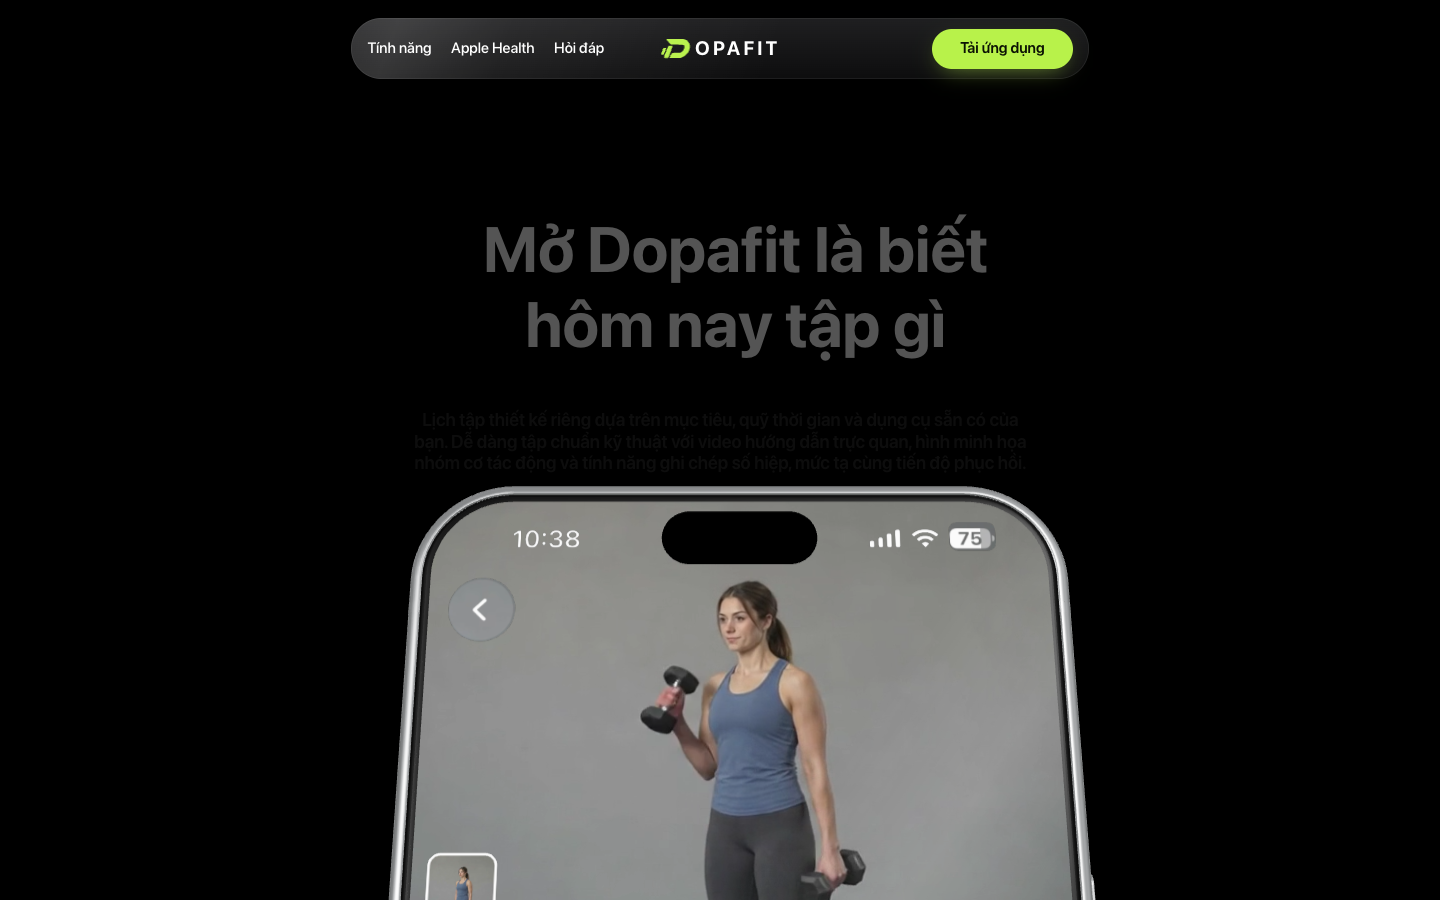 Tính năng
Apple Health
Hỏi đáp
OPAFIT
Tải ứng dụng
Mở Dopafit là biết
hôm nay tập gì
Lịch tập thiết kế riêng dựa trên mục tiêu, quỹ thời gian và dụng cụ sẵn có của
bạn. Dễ dàng tập chuẩn kỹ thuật với video hướng dẫn trực quan, hình minh họa
nhóm cơ tác động và tính năng ghi chép số hiệp, mức tạ cùng tiến độ phục hồi.
10:38
75